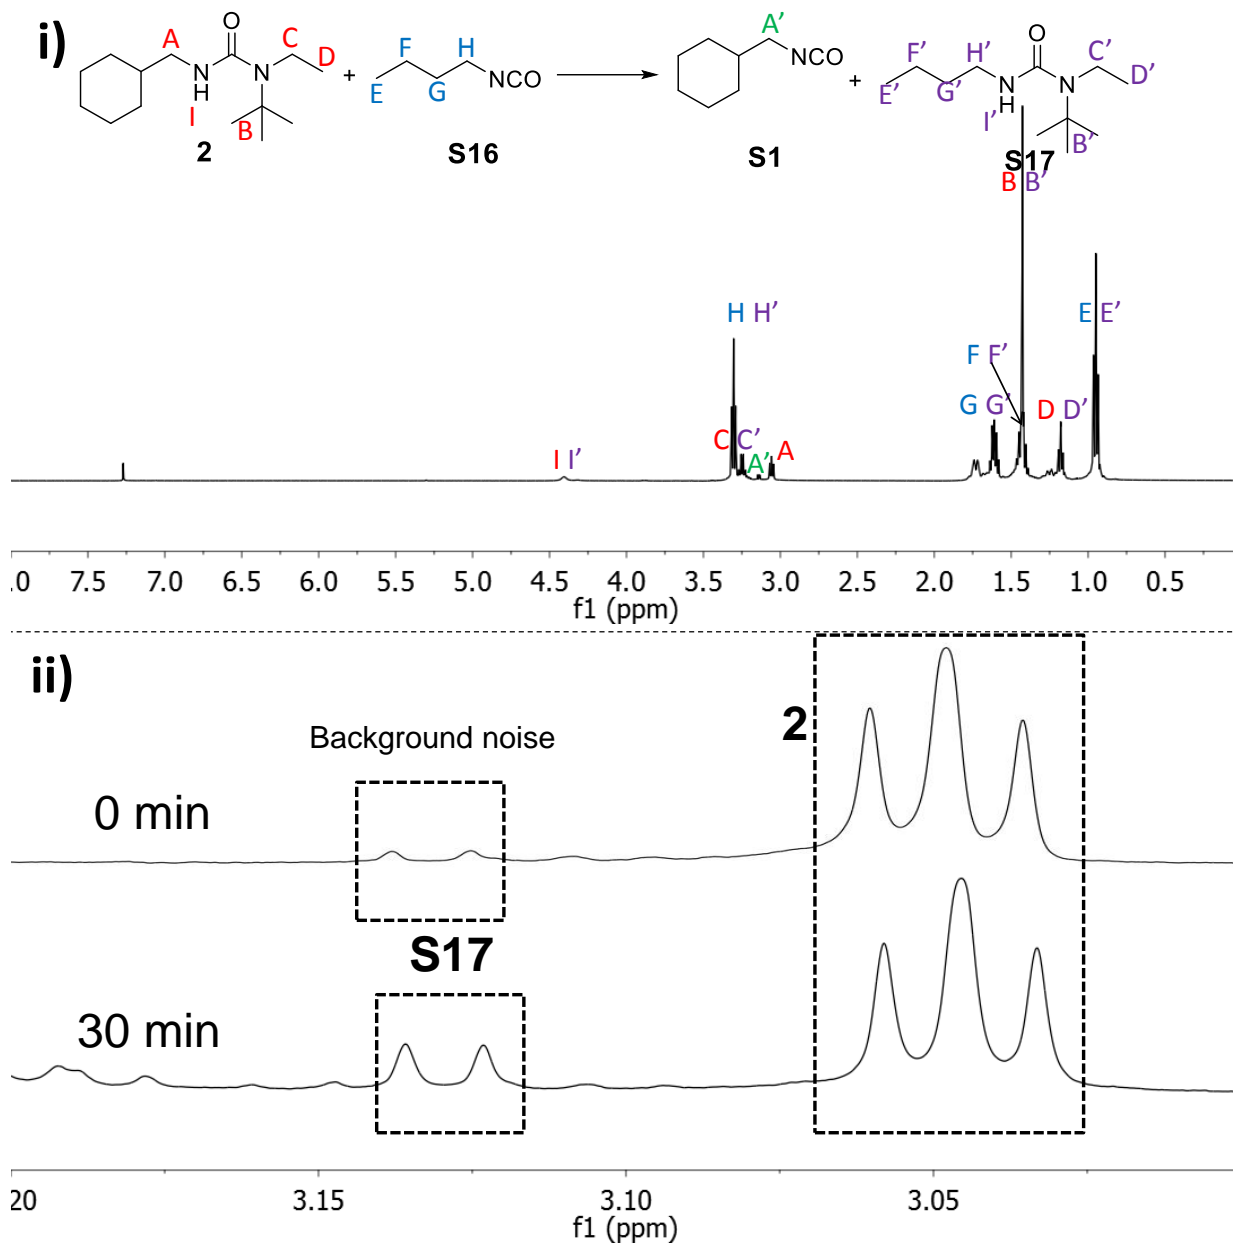 i)
A
O
C
D
N
H
N
I
B
2
+
F
H
E
G
NCO
S16
A'
NCO
S1
+
F'
H'
O
C'
D'
E'
G'
N
H
N
I'
B'
S17
B B'
H H'
E E'
F F'
G G'
D D'
C C'
A'
A
I I'
.0 7.5 7.0 6.5 6.0 5.5 5.0 4.5 4.0 3.5 3.0 2.5 2.0 1.5 1.0 0.5
f1 (ppm)
ii)
2
Background noise
0 min
S17
30 min
20 3.15 3.10 3.05
f1 (ppm)